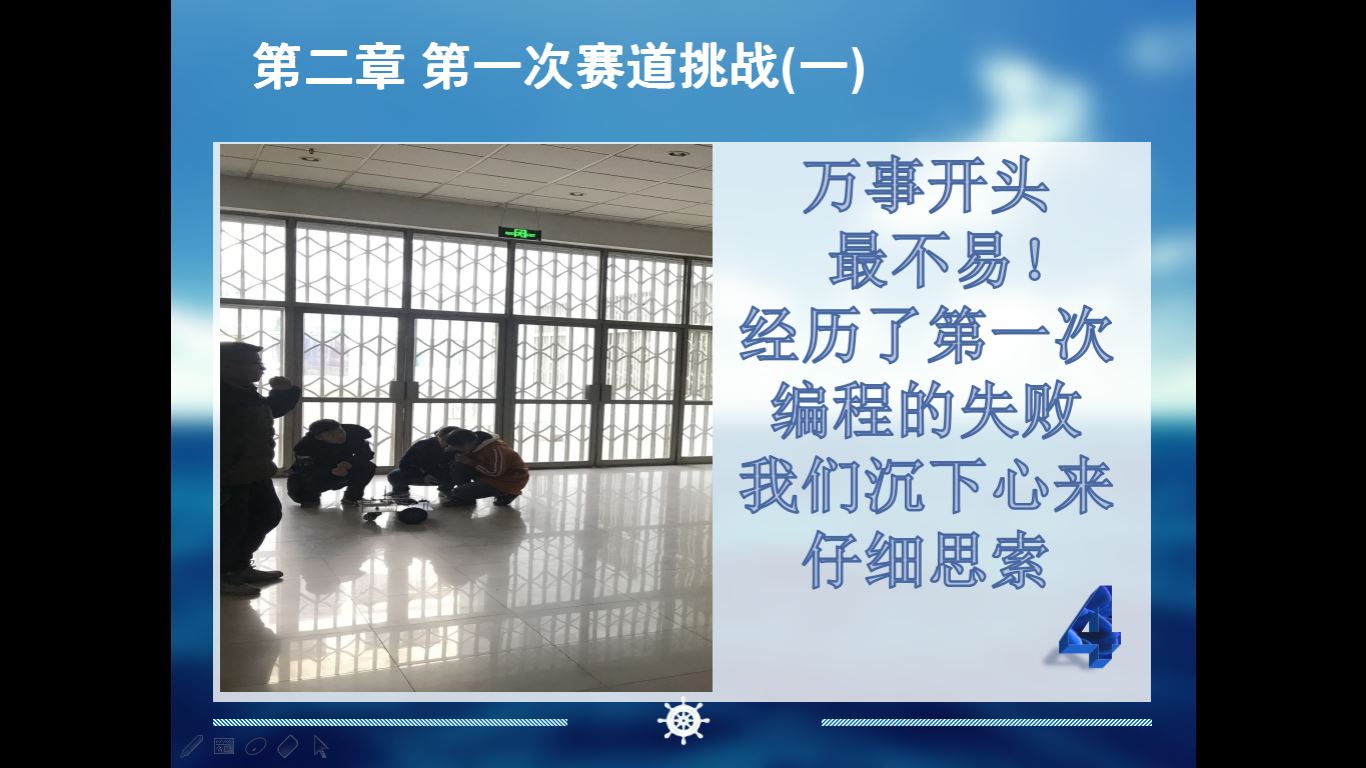 第二章 第一次赛道挑战(一)
万事开头
最不易！
经历了第一次
编程的失败
我们沉下心来
仔细思索
4